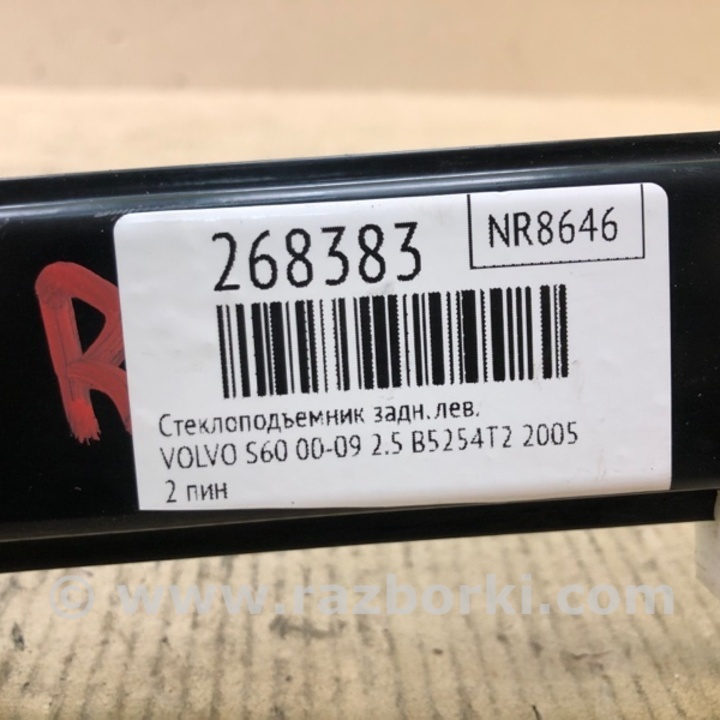 268383
NR8646
Стеклоподъемник задн.лев.
VOLVO S60 00-09 2.5 B5254T2 2005
2 пин
R
© www.razborki.com